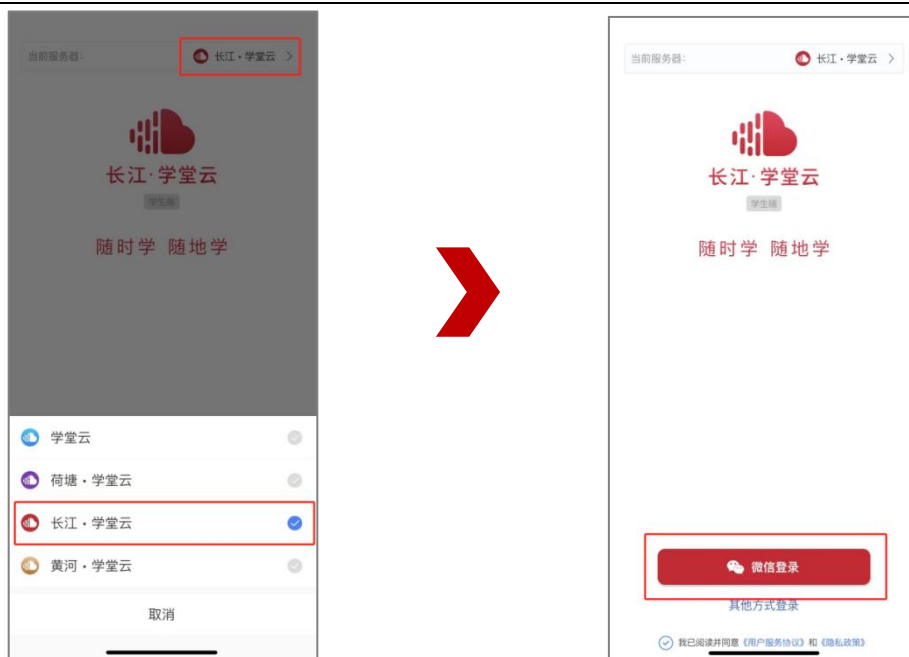 当前服务器:
长江·学堂云
长江·学堂云
学生端
随时学 随地学
学堂云
荷塘·学堂云
长江·学堂云
黄河·学堂云
取消
当前服务器:
长江·学堂云
长江·学堂云
学生端
随时学 随地学
微信登录
其他方式登录
我已阅读并同意《用户服务协议》和《隐私政策》